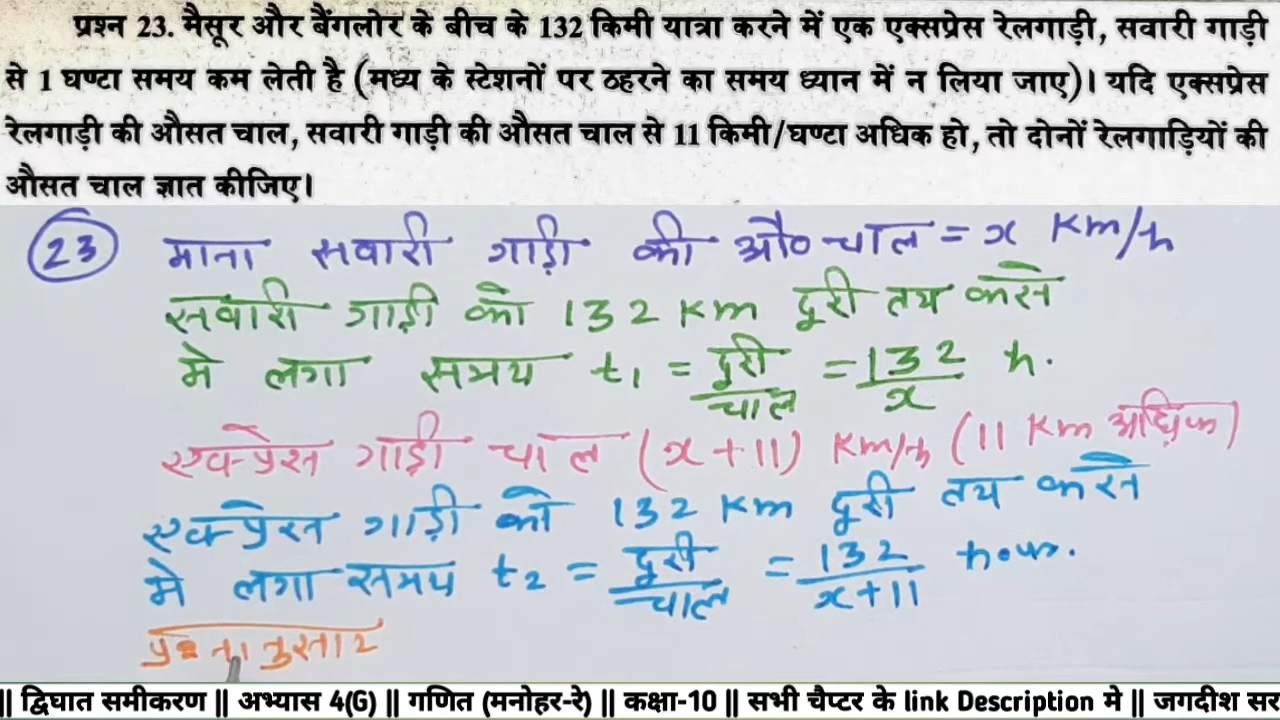 प्रश्न 23. मैसूर और बैंगलोर के बीच के 132 किमी यात्रा करने में एक एक्सप्रेस रेलगाड़ी, सवारी गाड़ी
से 1 घण्टा समय कम लेती है (मध्य के स्टेशनों पर ठहरने का समय ध्यान में न लिया जाए)। यदि एक्सप्रेस
रेलगाड़ी की औसत चाल, सवारी गाड़ी की औसत चाल से 11 किमी/घण्टा अधिक हो, तो दोनों रेलगाड़ियों की
औसत चाल ज्ञात कीजिए।
23 माना सवारी गाड़ी की औ० चाल = x Km/h
सवारी गाड़ी को 132 Km दूरी तय करने
मे लगा समय t₁ = दूरी/चाल = 132/x h.
एक्प्रेस गाड़ी चाल (x+11) Km/h (11 Km अधिक)
एक्प्रेस गाड़ी को 132 Km दूरी तय करने
मे लगा समय t₂ = दूरी/चाल = 132/x+11 hour.
प्रश्नानुसार
|| द्विघात समीकरण || अभ्यास 4(G) || गणित (मनोहर-रे) || कक्षा-10 || सभी चैप्टर के link Description मे || जगदीश सर